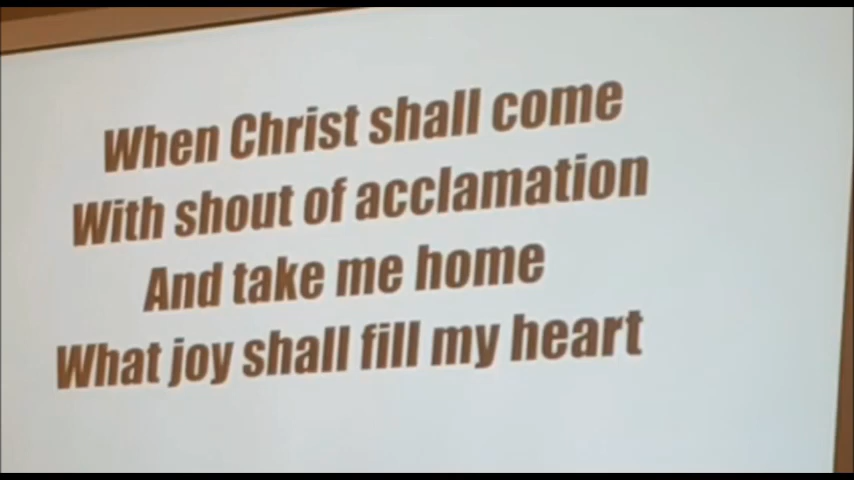 When Christ shall come
With shout of acclamation
And take me home
What joy shall fill my heart